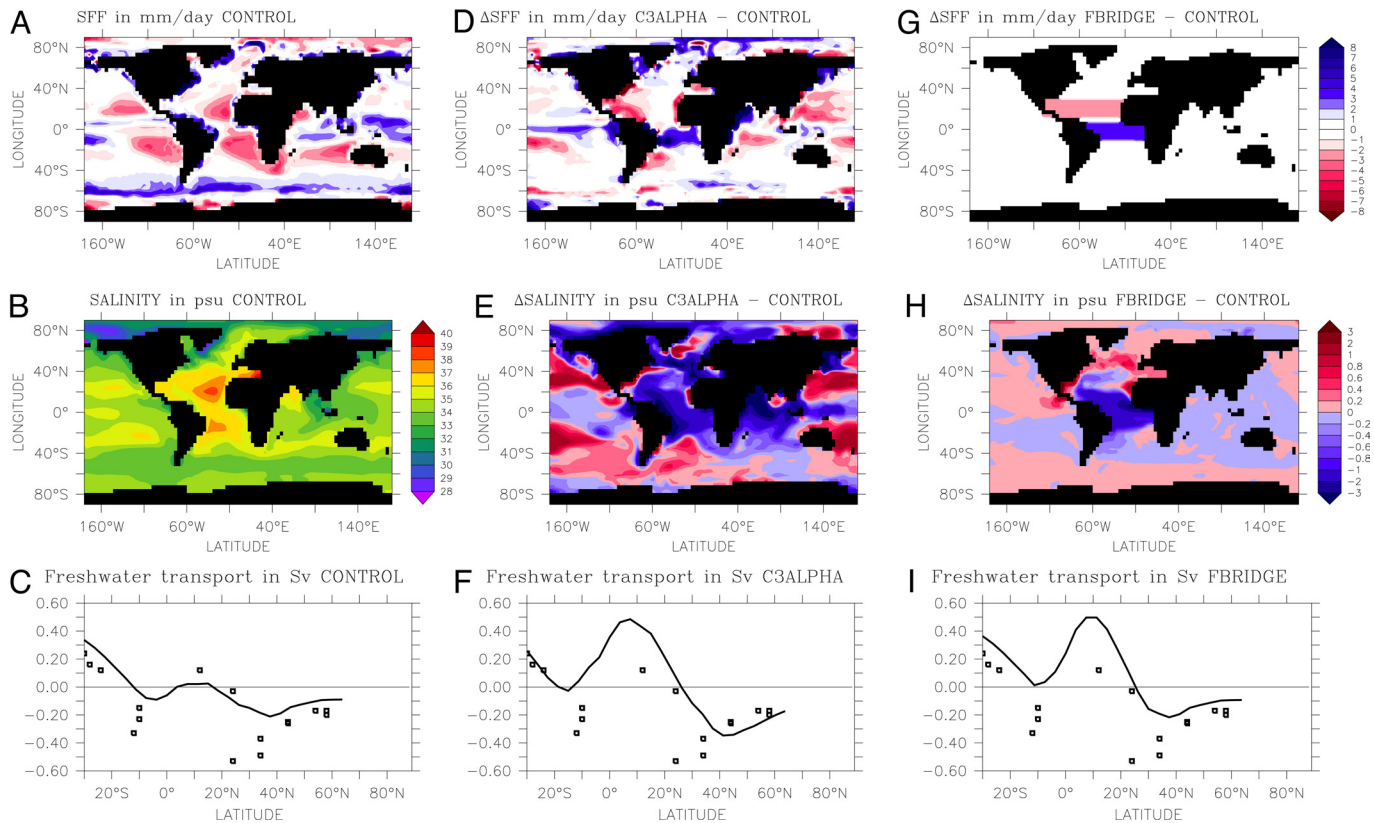 A SFF in mm/day CONTROL
D ΔSFF in mm/day C3ALPHA – CONTROL
G ΔSFF in mm/day FBRIDGE – CONTROL
80°N
40°N
0°
40°S
80°S
LONGITUDE
160°W 60°W 40°E 140°E
LATITUDE
80°N
40°N
0°
40°S
80°S
LONGITUDE
160°W 60°W 40°E 140°E
LATITUDE
80°N
40°N
0°
40°S
80°S
LONGITUDE
160°W 60°W 40°E 140°E
LATITUDE
8
7
6
5
4
3
2
1
0
−1
−2
−3
−4
−5
−6
−7
−8
B SALINITY in psu CONTROL
E ΔSALINITY in psu C3ALPHA – CONTROL
H ΔSALINITY in psu FBRIDGE – CONTROL
80°N
40°N
0°
40°S
80°S
LONGITUDE
160°W 60°W 40°E 140°E
LATITUDE
40
39
38
37
36
35
34
33
32
31
30
29
28
80°N
40°N
0°
40°S
80°S
LONGITUDE
160°W 60°W 40°E 140°E
LATITUDE
80°N
40°N
0°
40°S
80°S
LONGITUDE
160°W 60°W 40°E 140°E
LATITUDE
3
2
1
0.8
0.6
0.4
0.2
0
−0.2
−0.4
−0.6
−0.8
−1
−2
−3
C Freshwater transport in Sv CONTROL
F Freshwater transport in Sv C3ALPHA
I Freshwater transport in Sv FBRIDGE
0.60
0.40
0.20
0.00
−0.20
−0.40
−0.60
20°S 0° 20°N 40°N 60°N 80°N
LATITUDE
0.60
0.40
0.20
0.00
−0.20
−0.40
−0.60
20°S 0° 20°N 40°N 60°N 80°N
LATITUDE
0.60
0.40
0.20
0.00
−0.20
−0.40
−0.60
20°S 0° 20°N 40°N 60°N 80°N
LATITUDE